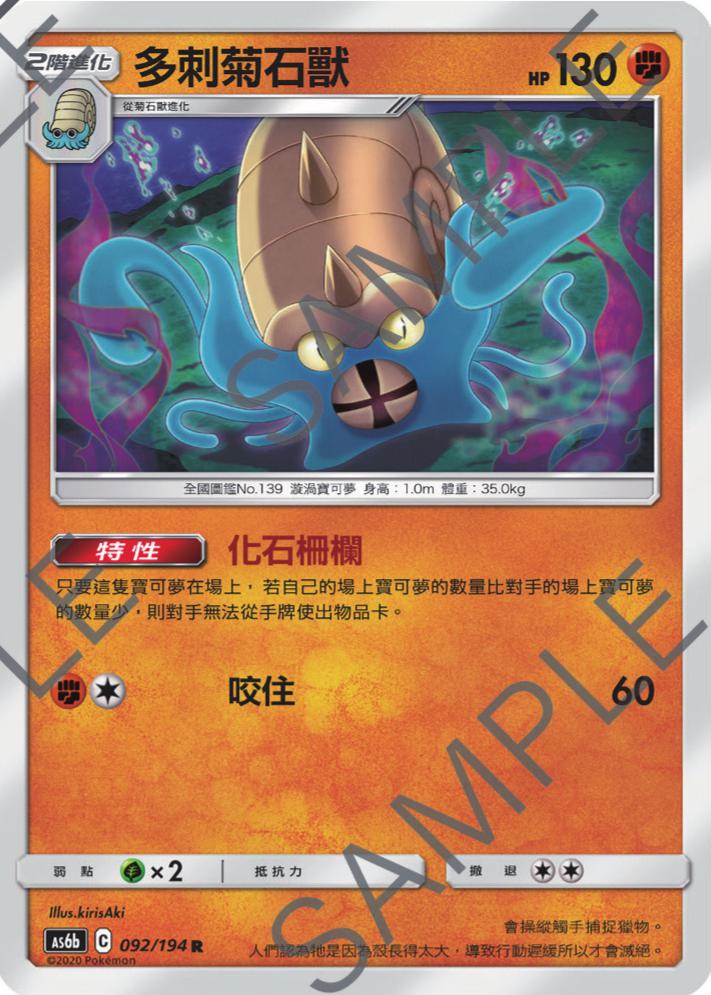 2階進化
多刺菊石獸
HP 130
從菊石獸進化
全國圖鑑No.139 漩渦寶可夢 身高：1.0m 體重：35.0kg
特性 化石柵欄
只要這隻寶可夢在場上，若自己的場上寶可夢的數量比對手的場上寶可夢
的數量少，則對手無法從手牌使出物品卡。
咬住 60
弱點 ×2 抵抗力 撤退
Illus.kirisAki
AS6b C 092/194 R
©2020 Pokémon
會操縱觸手捕捉獵物。
人們認為牠是因為殼長得太大，導致行動遲緩所以才會滅絕。
SAMPLE
SAMPLE
SAMPLE
LE
LE